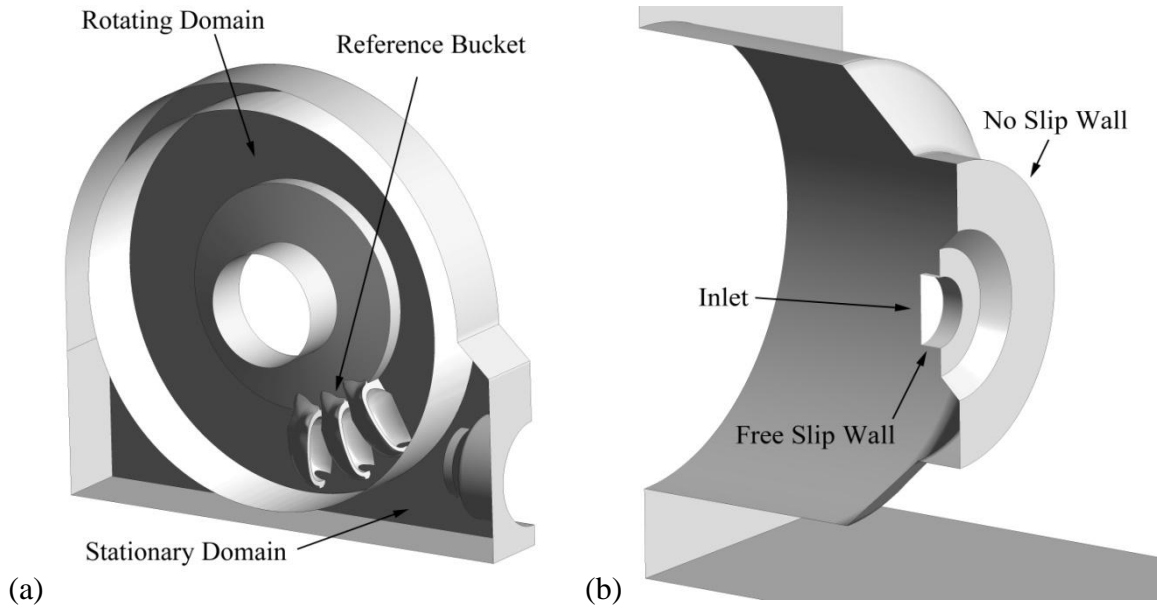 Rotating Domain
Reference Bucket
Stationary Domain
(a)
No Slip Wall
Inlet
Free Slip Wall
(b)